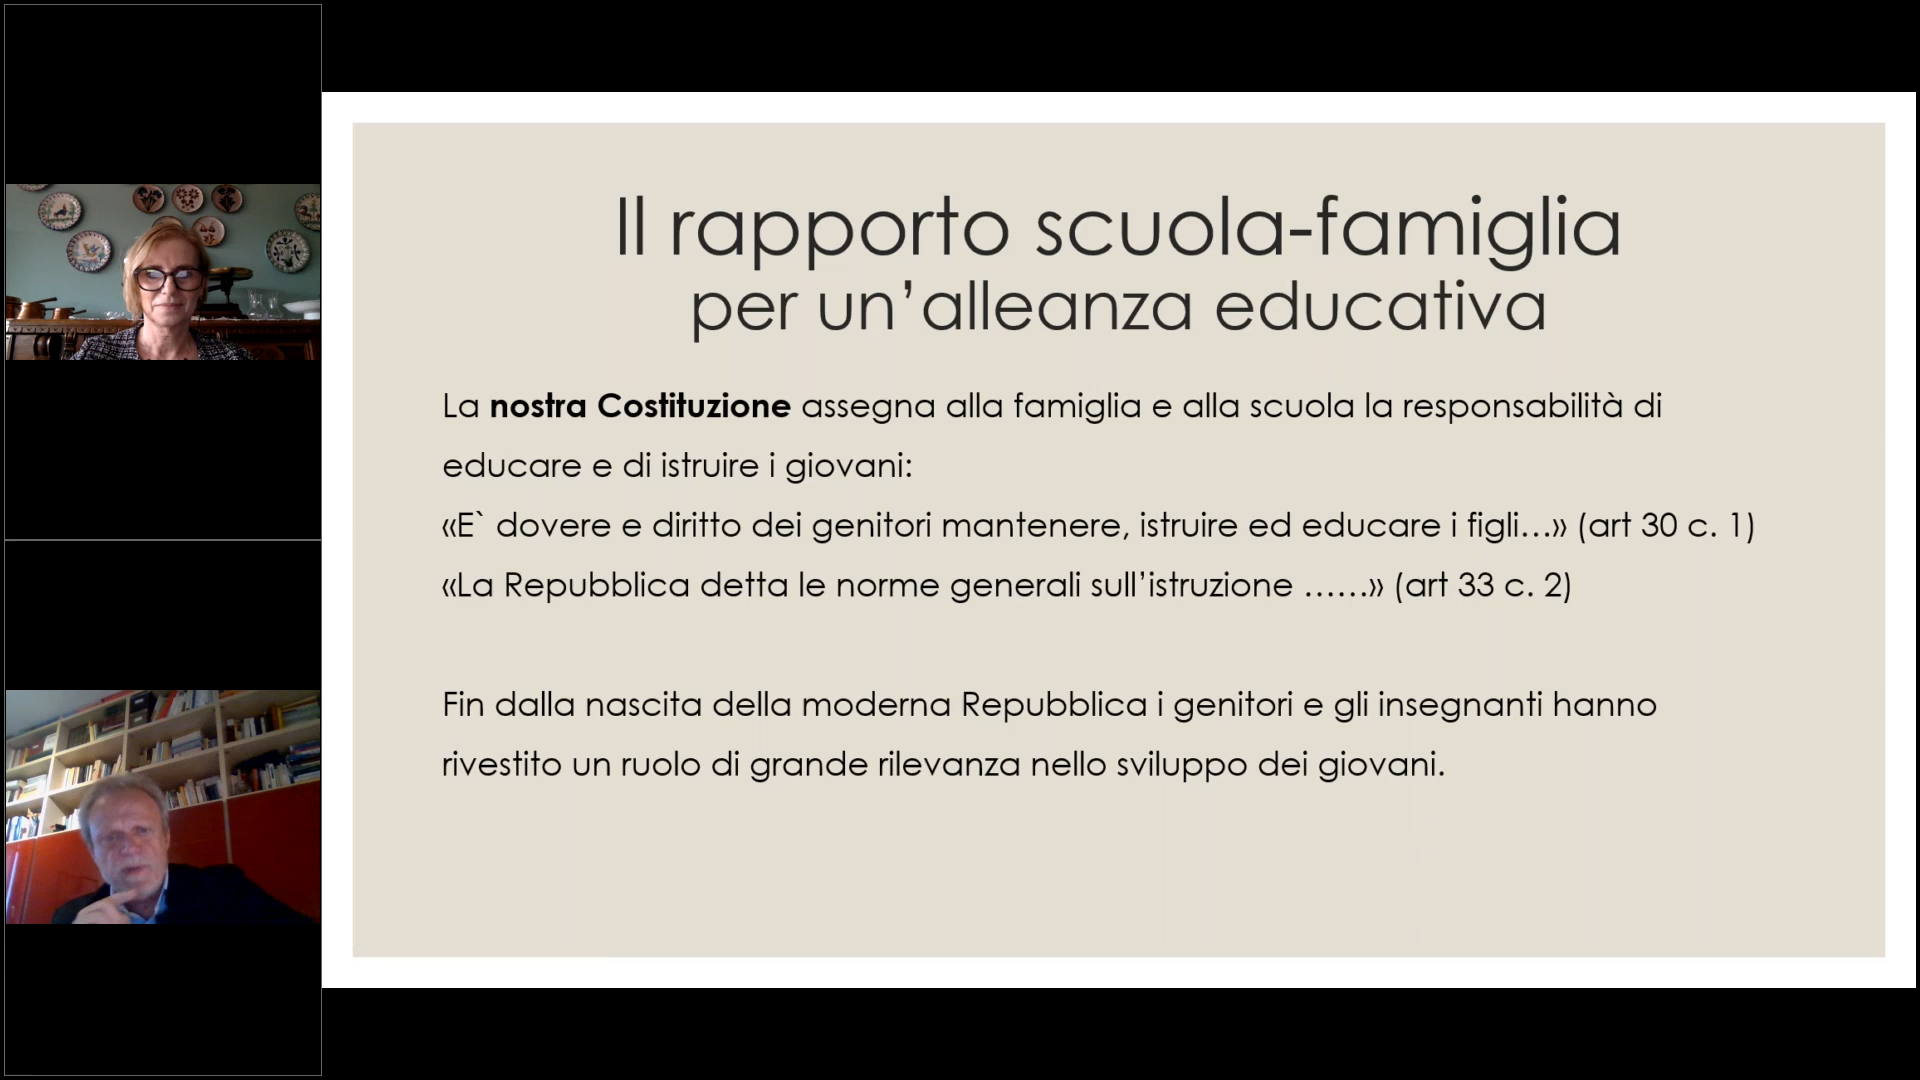 Il rapporto scuola-famiglia
per un’alleanza educativa
La nostra Costituzione assegna alla famiglia e alla scuola la responsabilità di
educare e di istruire i giovani:
«E` dovere e diritto dei genitori mantenere, istruire ed educare i figli…» (art 30 c. 1)
«La Repubblica detta le norme generali sull’istruzione ……» (art 33 c. 2)
Fin dalla nascita della moderna Repubblica i genitori e gli insegnanti hanno
rivestito un ruolo di grande rilevanza nello sviluppo dei giovani.